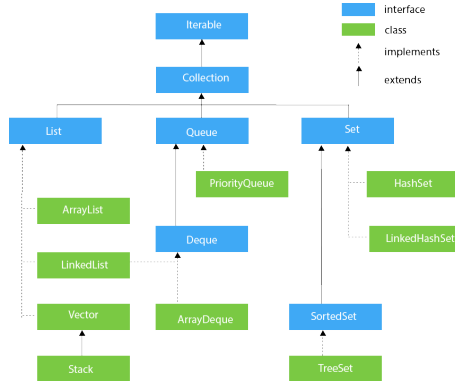 Iterable
interface
class
implements
extends
Collection
List
Queue
Set
PriorityQueue
HashSet
ArrayList
Deque
LinkedHashSet
LinkedList
Vector
ArrayDeque
SortedSet
Stack
TreeSet